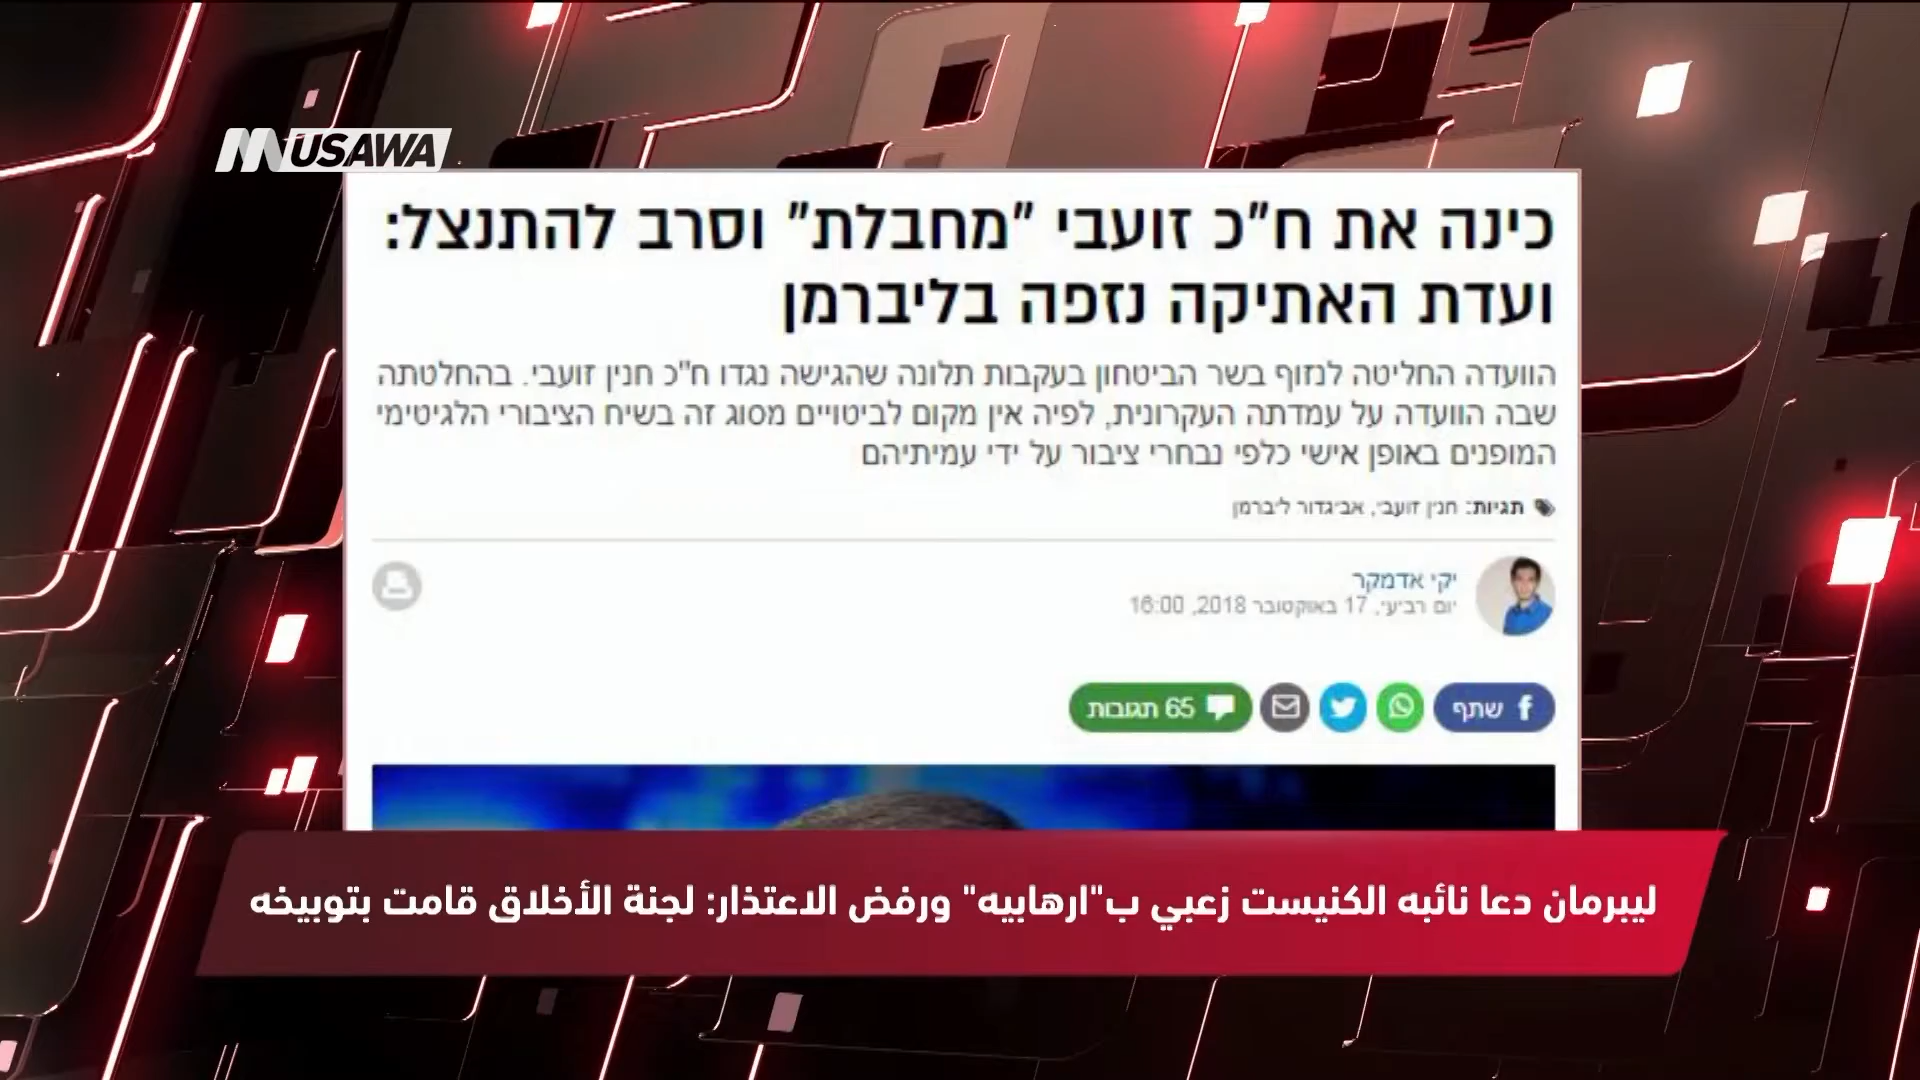 MUSAWA
כינה את ח"כ זועבי "מחבלת" וסרב להתנצל:
ועדת האתיקה נזפה בליברמן
הוועדה החליטה לנזוף בשר הביטחון בעקבות תלונה שהגישה נגדו ח"כ חנין זועבי. בהחלטתה
שבה הוועדה על עמדתה העקרונית, לפיה אין מקום לביטויים מסוג זה בשיח הציבורי הלגיטימי
המופנים באופן אישי כלפי נבחרי ציבור על ידי עמיתיהם
תגיות: חנין זועבי, אביגדור ליברמן
יקי אדמקר
יום רביעי, 17 באוקטובר 2018, 16:00
שתף
65 תגובות
ليبرمان دعا نائبه الكنيست زعبي ب"ارهابيه" ورفض الاعتذار: لجنة الأخلاق قامت بتوبيخه